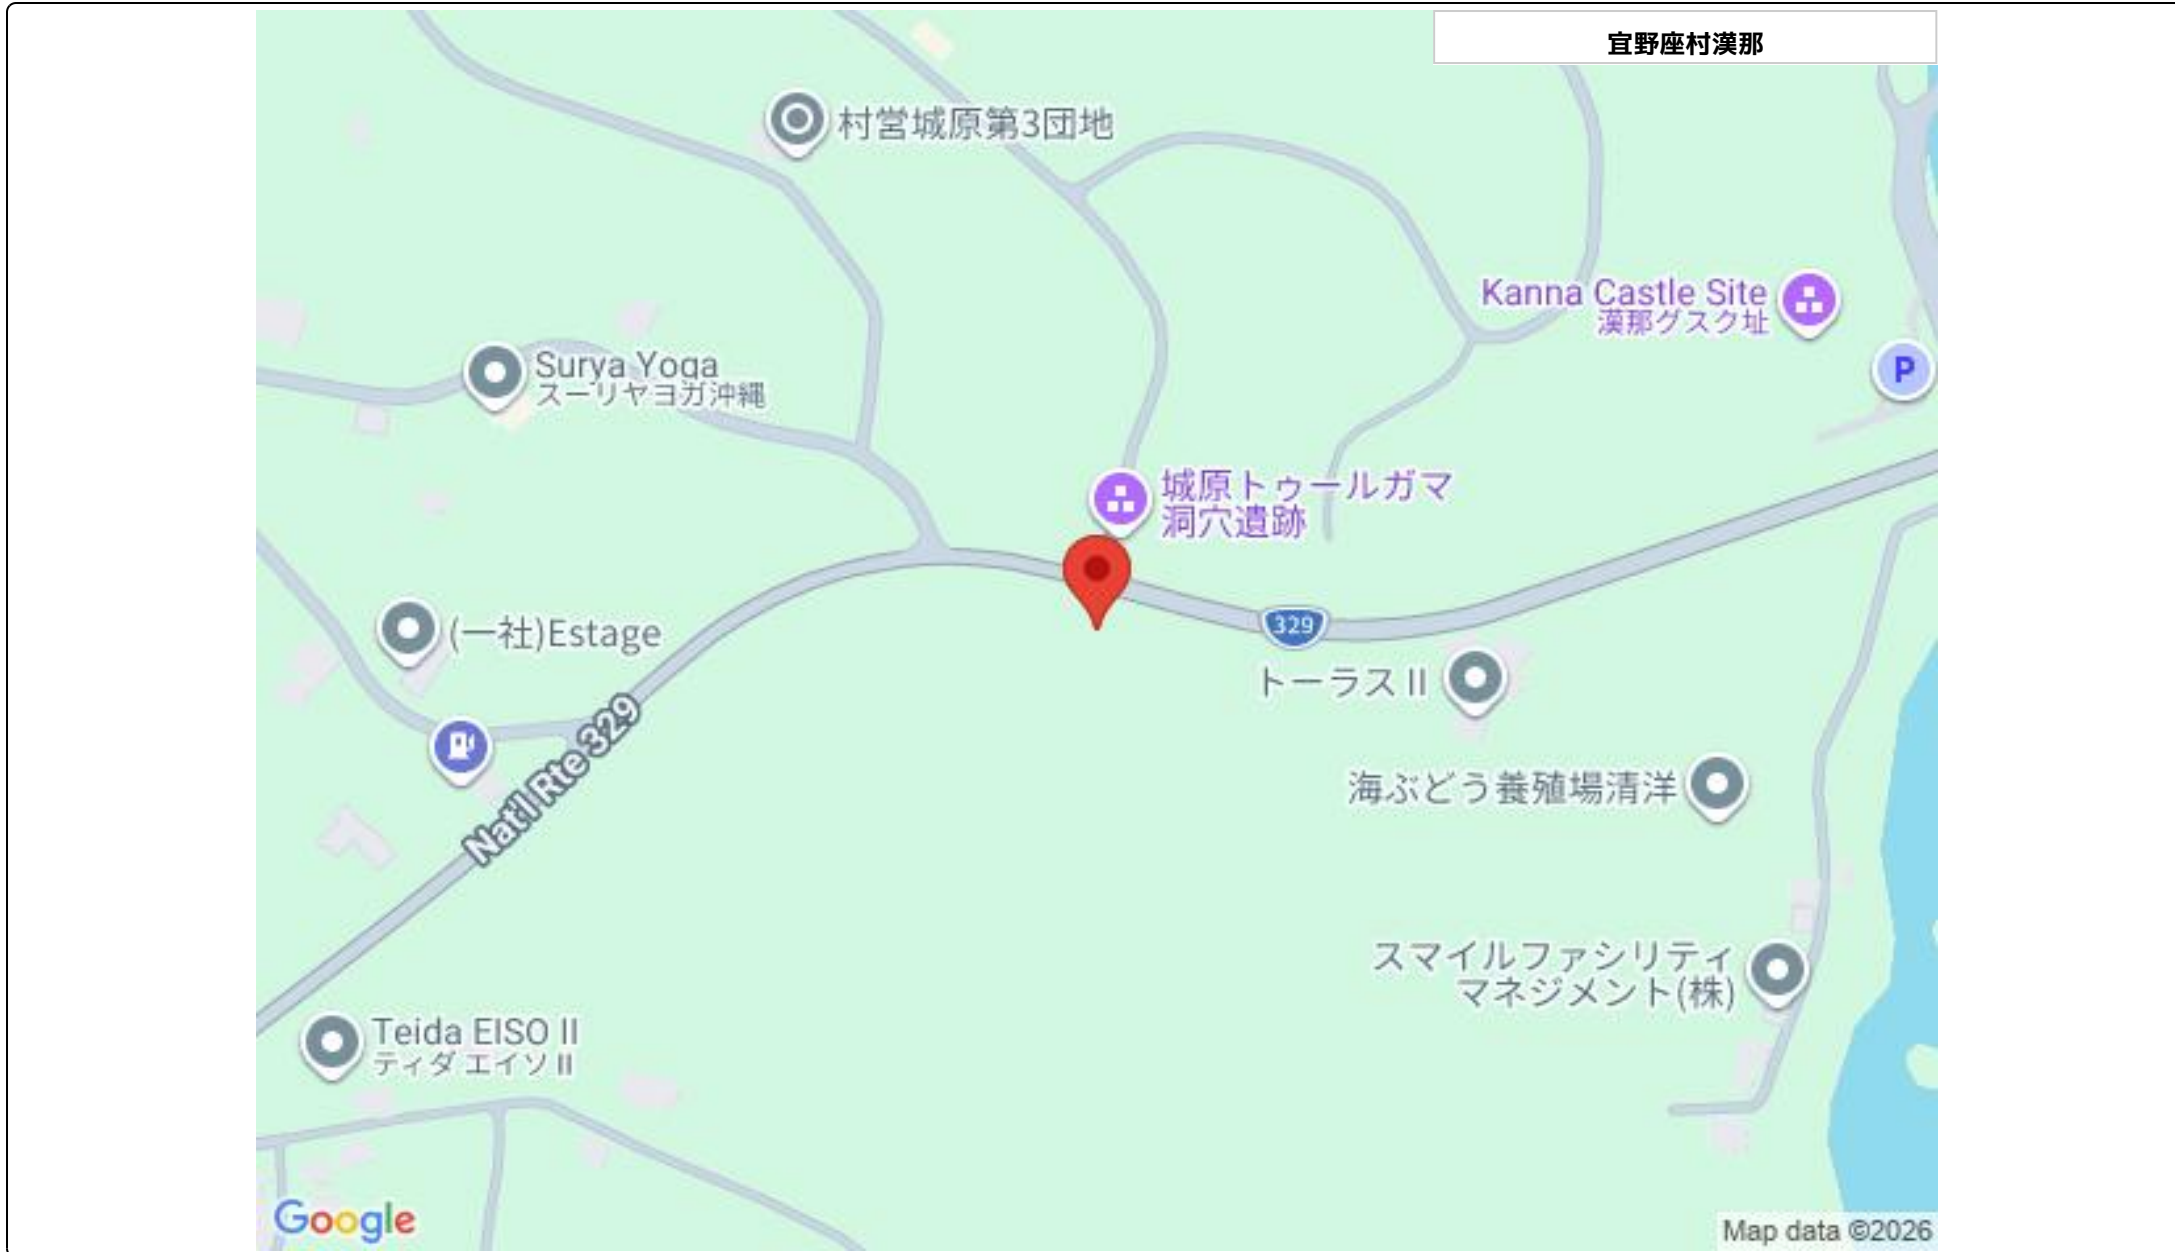 宜野座村漢那
村営城原第3団地
Kanna Castle Site
漢那グスク址
P
Surya Yoga
スーリヤヨガ沖縄
城原トゥールガマ
洞穴遺跡
329
(一社)Estage
トーラス II
Nat'l Rte 329
海ぶどう養殖場清洋
スマイルファシリティ
マネジメント(株)
Teida EISO II
ティダ エイソ II
Google
Map data ©2026